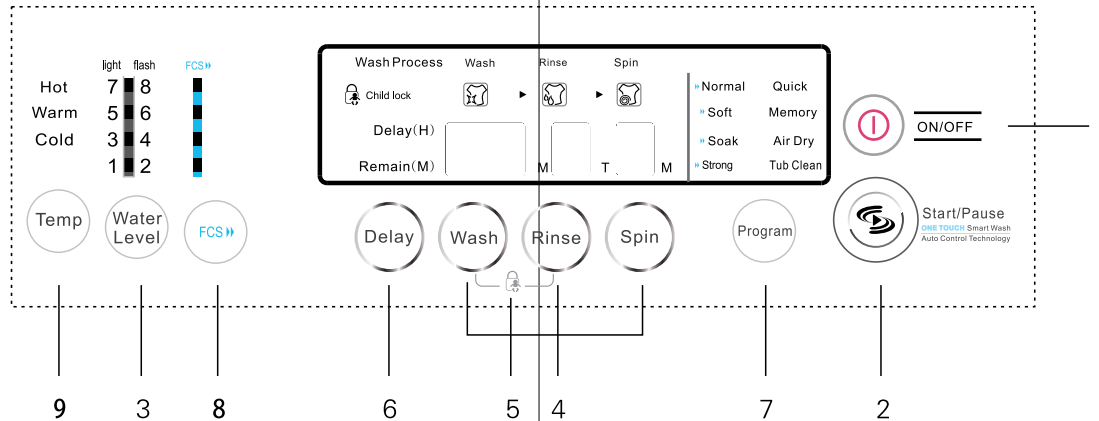 light flash FCS
Hot 7 8
Warm 5 6
Cold 3 4
1 2
Temp
Water
Level
FCS
Wash Process Wash Rinse Spin
Child lock
Delay(H)
Remain(M) M T M
Normal Quick
Soft Memory
Soak Air Dry
Strong Tub Clean
ON/OFF
Delay Wash Rinse Spin
Program
Start/Pause
ONE TOUCH Smart Wash
Auto Control Technology
9 3 8 6 5 4 7 2